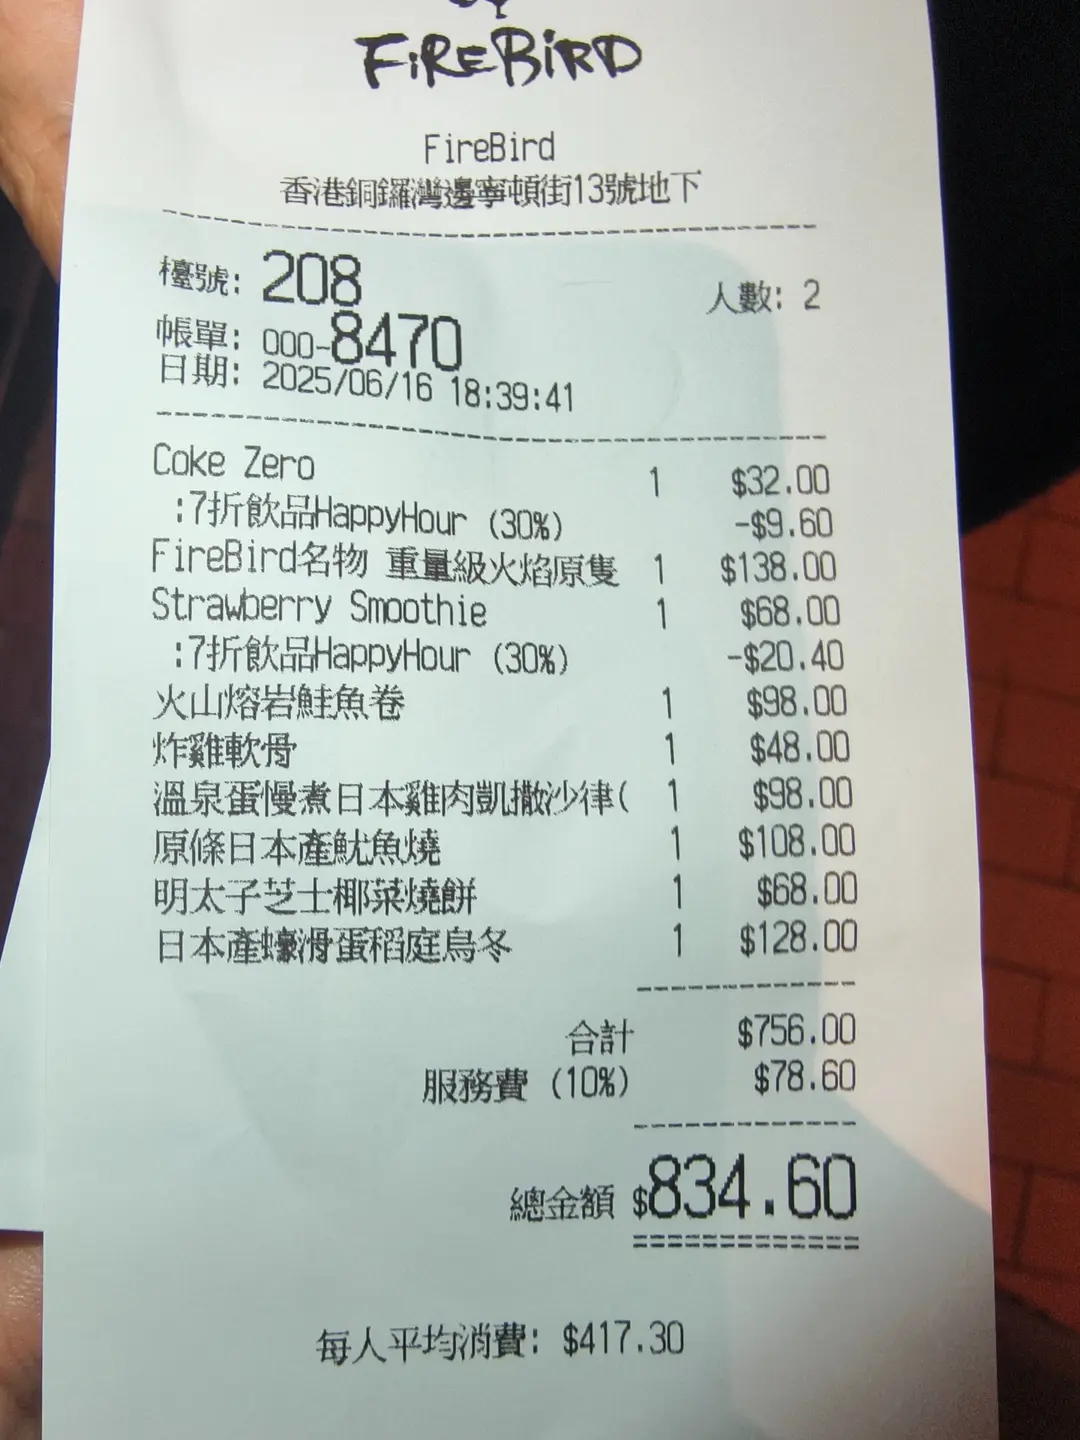 FiREBiRD
FireBird
香港銅鑼灣邊寧頓街13號地下
檯號: 208 人數: 2
帳單: 000-8470
日期: 2025/06/16 18:39:41
Coke Zero 1 $32.00
:7折飲品HappyHour (30%) -$9.60
FireBird名物 重量級火焰原隻 1 $138.00
Strawberry Smoothie 1 $68.00
:7折飲品HappyHour (30%) -$20.40
火山熔岩鮭魚卷 1 $98.00
炸雞軟骨 1 $48.00
溫泉蛋慢煮日本雞肉凱撒沙律( 1 $98.00
原條日本產魷魚燒 1 $108.00
明太子芝士椰菜燒餅 1 $68.00
日本產蠔滑蛋稻庭烏冬 1 $128.00
合計 $756.00
服務費 (10%) $78.60
總金額 $834.60
每人平均消費: $417.30